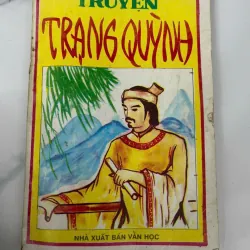 TRUYỆN
TRẠNG QUỲNH
NHÀ XUẤT BẢN VĂN HỌC